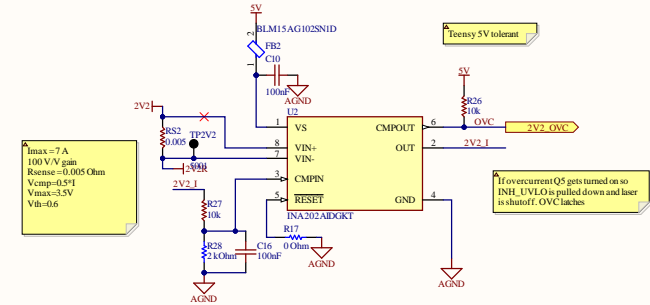 5V
BLM15AG102SN1D
FB2
2
1
C10
100nF
AGND
Teensy 5V tolerant
5V
R26
10k
OVC
2V2_OVC
U2
1
VS
CMPOUT
6
2V2
RS2
0.005
TP2V2
5001
2V2R
8
VIN+
OUT
2
2V2_I
7
VIN-
Imax = 7 A
100 V/V gain
Rsense = 0.005 Ohm
Vcmp=0.5*I
Vmax=3.5V
Vth=0.6
2V2_I
3
CMPIN
5
RESET
GND
4
INA202AIDGKT
If overcurrent Q5 gets turned on so
INH_UVLO is pulled down and laser
is shutoff. OVC latches
R27
10k
R17
0 Ohm
AGND
R28
2 kOhm
C16
100nF
AGND
AGND